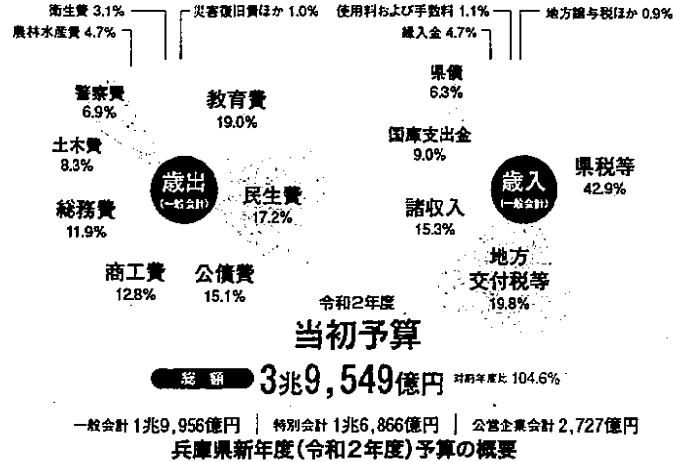 衛生費 3.1%
災害復旧費ほか 1.0%
農林水産費 4.7%
警察費
6.9%
教育費
19.0%
土木費
8.3%
歳出
(一般会計)
民生費
17.2%
総務費
11.9%
商工費
12.8%
公債費
15.1%
使用料および手数料 1.1%
地方譲与税ほか 0.9%
繰入金 4.7%
県債
6.3%
国庫支出金
9.0%
県税等
42.9%
歳入
(一般会計)
諸収入
15.3%
地方
交付税等
19.8%
令和2年度
当初予算
総額 3兆9,549億円 対前年度比 104.6%
一般会計 1兆9,956億円 特別会計 1兆6,866億円 公営企業会計 2,727億円
兵庫県新年度(令和2年度)予算の概要